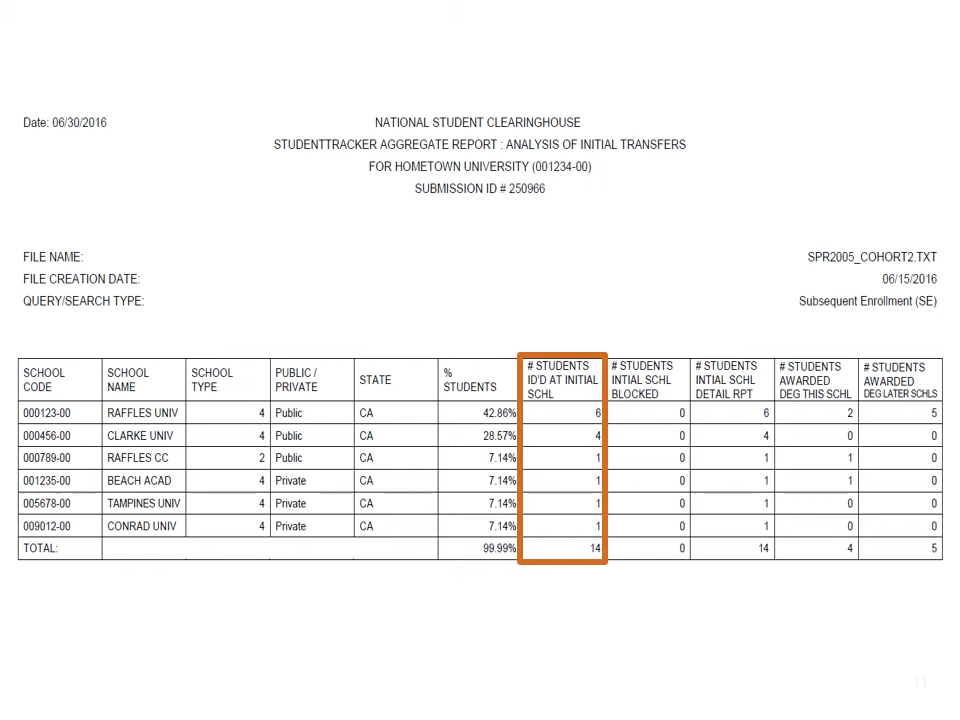 Date: 06/30/2016
NATIONAL STUDENT CLEARINGHOUSE
STUDENTTRACKER AGGREGATE REPORT : ANALYSIS OF INITIAL TRANSFERS
FOR HOMETOWN UNIVERSITY (001234-00)
SUBMISSION ID # 250966
FILE NAME: SPR2005_COHORT2.TXT
FILE CREATION DATE: 06/15/2016
QUERY/SEARCH TYPE: Subsequent Enrollment (SE)
SCHOOL CODE SCHOOL NAME SCHOOL TYPE PUBLIC / PRIVATE STATE % STUDENTS # STUDENTS ID'D AT INITIAL SCHL # STUDENTS INTIAL SCHL BLOCKED # STUDENTS INTIAL SCHL DETAIL RPT # STUDENTS AWARDED DEG THIS SCHL # STUDENTS AWARDED DEG LATER SCHLS
000123-00 RAFFLES UNIV 4 Public CA 42.86% 6 0 6 2 5
000456-00 CLARKE UNIV 4 Public CA 28.57% 4 0 4 0 0
000789-00 RAFFLES CC 2 Public CA 7.14% 1 0 1 1 0
001235-00 BEACH ACAD 4 Private CA 7.14% 1 0 1 1 0
005678-00 TAMPINES UNIV 4 Private CA 7.14% 1 0 1 0 0
009012-00 CONRAD UNIV 4 Private CA 7.14% 1 0 1 0 0
TOTAL: 99.99% 14 0 14 4 5
11